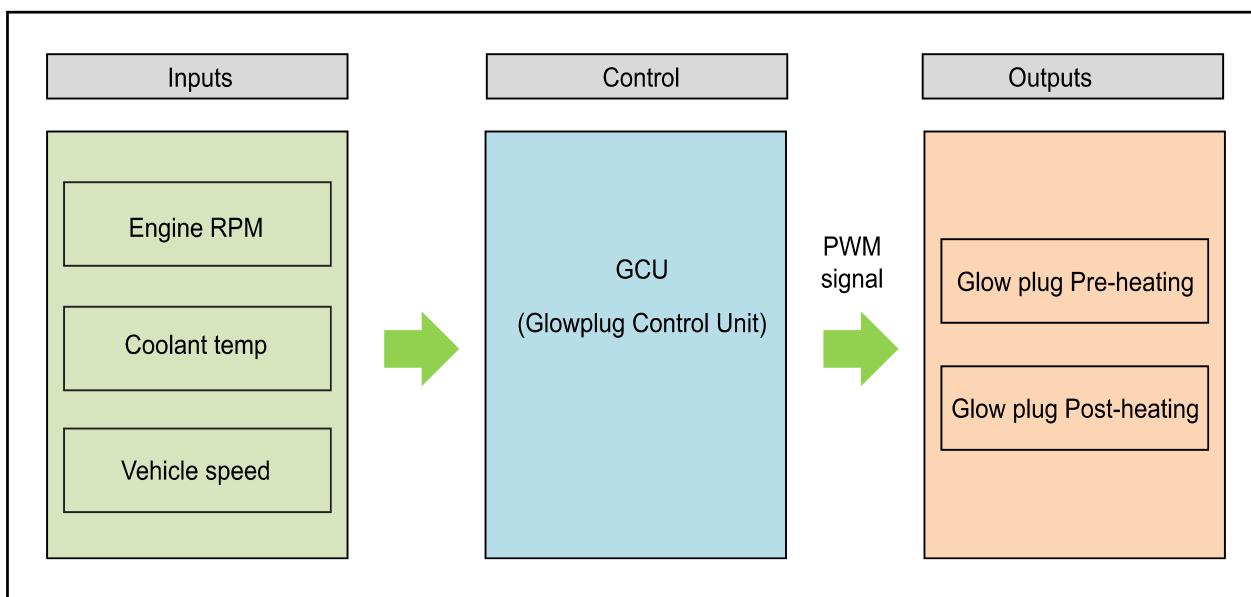 Inputs
Control
Outputs
Engine RPM
Coolant temp
Vehicle speed
GCU
(Glowplug Control Unit)
PWM
signal
Glow plug Pre-heating
Glow plug Post-heating